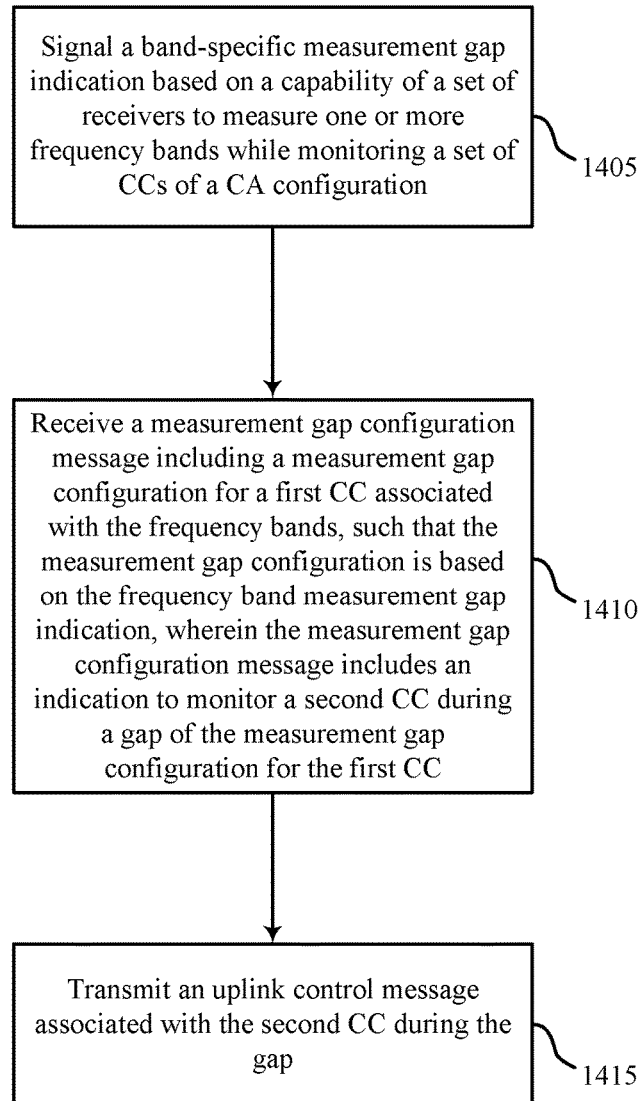 Signal a band-specific measurement gap
indication based on a capability of a set of
receivers to measure one or more
frequency bands while monitoring a set of
CCs of a CA configuration
1405
Receive a measurement gap configuration
message including a measurement gap
configuration for a first CC associated
with the frequency bands, such that the
measurement gap configuration is based
on the frequency band measurement gap
indication, wherein the measurement gap
configuration message includes an
indication to monitor a second CC during
a gap of the measurement gap
configuration for the first CC
1410
Transmit an uplink control message
associated with the second CC during the
gap
1415